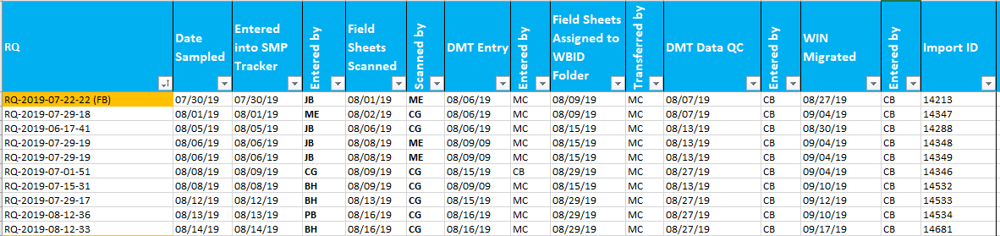 RQ Date Sampled Entered into SMP Tracker Entered by Field Sheets Scanned Scanned by DMT Entry Entered by Field Sheets Assigned to WBID Folder Transferred by DMT Data QC Entered by WIN Migrated Entered by Import ID
RQ-2019-07-22-22 (FB) 07/30/19 07/30/19 JB 08/01/19 ME 08/06/19 MC 08/09/19 MC 08/07/19 CB 08/27/19 CB 14213
RQ-2019-07-29-18 08/01/19 08/01/19 ME 08/02/19 CG 08/06/19 MC 08/09/19 MC 08/07/19 CB 09/04/19 CB 14347
RQ-2019-06-17-41 08/05/19 08/05/19 JB 08/06/19 CG 08/06/19 MC 08/15/19 MC 08/13/19 CB 08/30/19 CB 14288
RQ-2019-07-29-19 08/06/19 08/06/19 JB 08/08/19 ME 08/09/09 MC 08/15/19 MC 08/13/19 CB 09/04/19 CB 14348
RQ-2019-07-29-19 08/06/19 08/06/19 JB 08/08/19 ME 08/09/09 MC 08/15/19 MC 08/13/19 CB 09/04/19 CB 14349
RQ-2019-07-01-51 08/08/19 08/09/19 CG 08/09/19 CG 08/15/19 CB 08/29/19 MC 08/27/19 CB 09/04/19 CB 14346
RQ-2019-07-15-31 08/08/19 08/08/19 BH 08/09/19 CG 08/09/09 MC 08/15/19 MC 08/13/19 CB 09/10/19 CB 14532
RQ-2019-07-29-17 08/12/19 08/12/19 BH 08/13/19 CG 08/15/19 MC 08/29/19 MC 08/27/19 CB 09/12/19 CB 14533
RQ-2019-08-12-36 08/13/19 08/13/19 PB 08/16/19 CG 08/16/19 MC 08/29/19 MC 08/27/19 CB 09/10/19 CB 14534
RQ-2019-08-12-33 08/14/19 08/14/19 BH 08/16/19 CG 08/16/19 MC 08/29/19 MC 08/27/19 CB 09/17/19 CB 14681